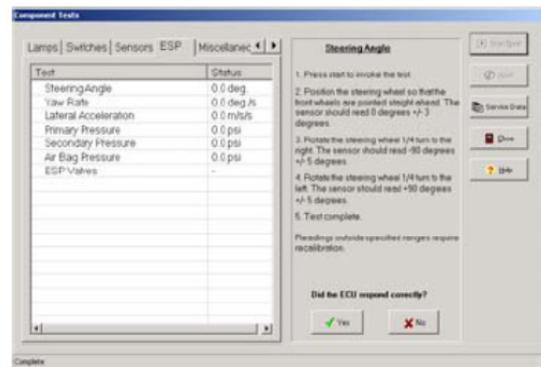 Component Tests
Lamps Switches Sensors ESP Miscellanec
Test Status
Steering Angle 0.0 deg.
Yaw Rate 0.0 deg./s
Lateral Acceleration 0.0 m/s/s
Primary Pressure 0.0 psi
Secondary Pressure 0.0 psi
Air Bag Pressure 0.0 psi
ESP Valves -
Steering Angle
1. Press start to invoke the test.
2. Position the steering wheel so that the
front wheels are pointed straight ahead. The
sensor should read 0 degrees +/- 3
degrees.
3. Rotate the steering wheel 1/4 turn to the
right. The sensor should read -90 degrees
+/- 5 degrees.
4. Rotate the steering wheel 1/4 turn to the
left. The sensor should read +90 degrees
+/- 5 degrees.
5. Test complete.
Readings outside specified ranges require
recalibration.
Did the ECU respond correctly?
Yes No
Service Data
Close
Help
Complete